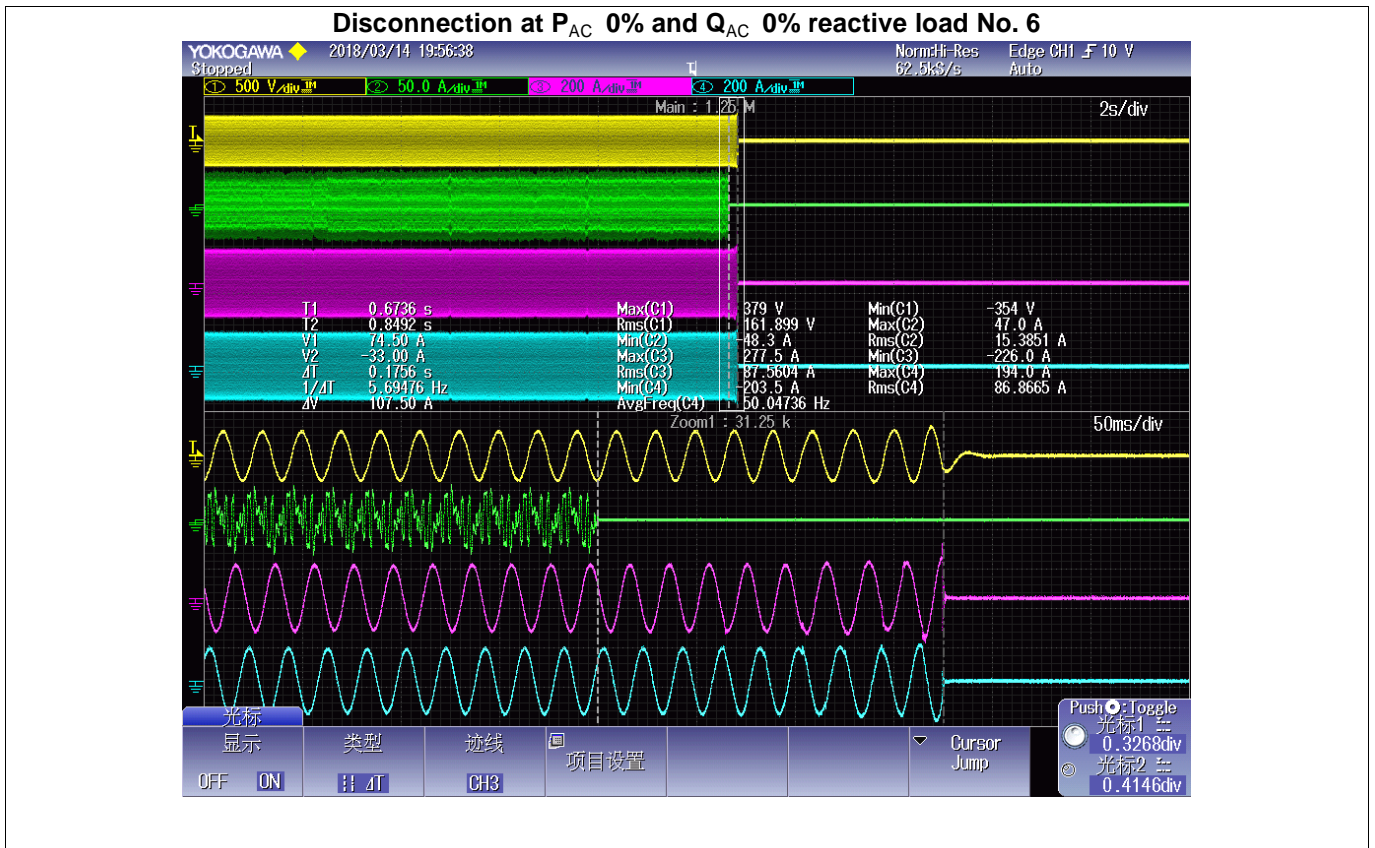 Disconnection at PAC 0% and QAC 0% reactive load No. 6
YOKOGAWA 2018/03/14 19:56:38 Norm:Hi-Res Edge CH1 10 V
Stopped 62.5kS/s Auto
① 500 V/div ② 50.0 A/div ③ 200 A/div ④ 200 A/div
Main : 1.25 M 2s/div
T1 0.6736 s Max(C1) 379 V Min(C1) -354 V
T2 0.8492 s Rms(C1) 161.899 V Max(C2) 47.0 A
V1 74.50 A Min(C2) -48.3 A Rms(C2) 15.3851 A
V2 -33.00 A Max(C3) 277.5 A Min(C3) -226.0 A
ΔT 0.1756 s Rms(C3) 87.5604 A Max(C4) 194.0 A
1/ΔT 5.69476 Hz Min(C4) -203.5 A Rms(C4) 86.8665 A
ΔV 107.50 A AvgFreq(C4) 50.04736 Hz
Zoom1 : 31.25 k 50ms/div
光标
显示 类型 迹线 项目设置 Cursor Jump
OFF ON ΔT CH3
Push :Toggle
光标1
0.3268div
光标2
0.4146div